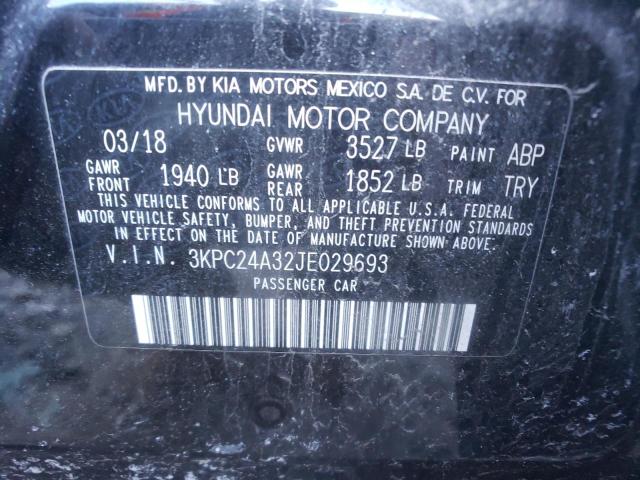 MFD. BY KIA MOTORS MEXICO S.A. DE C.V. FOR
HYUNDAI MOTOR COMPANY
03/18 GVWR 3527 LB PAINT ABP
GAWR FRONT 1940 LB GAWR REAR 1852 LB TRIM TRY
THIS VEHICLE CONFORMS TO ALL APPLICABLE U.S.A. FEDERAL
MOTOR VEHICLE SAFETY, BUMPER, AND THEFT PREVENTION STANDARDS
IN EFFECT ON THE DATE OF MANUFACTURE SHOWN ABOVE.
V.I.N. 3KPC24A32JE029693
PASSENGER CAR